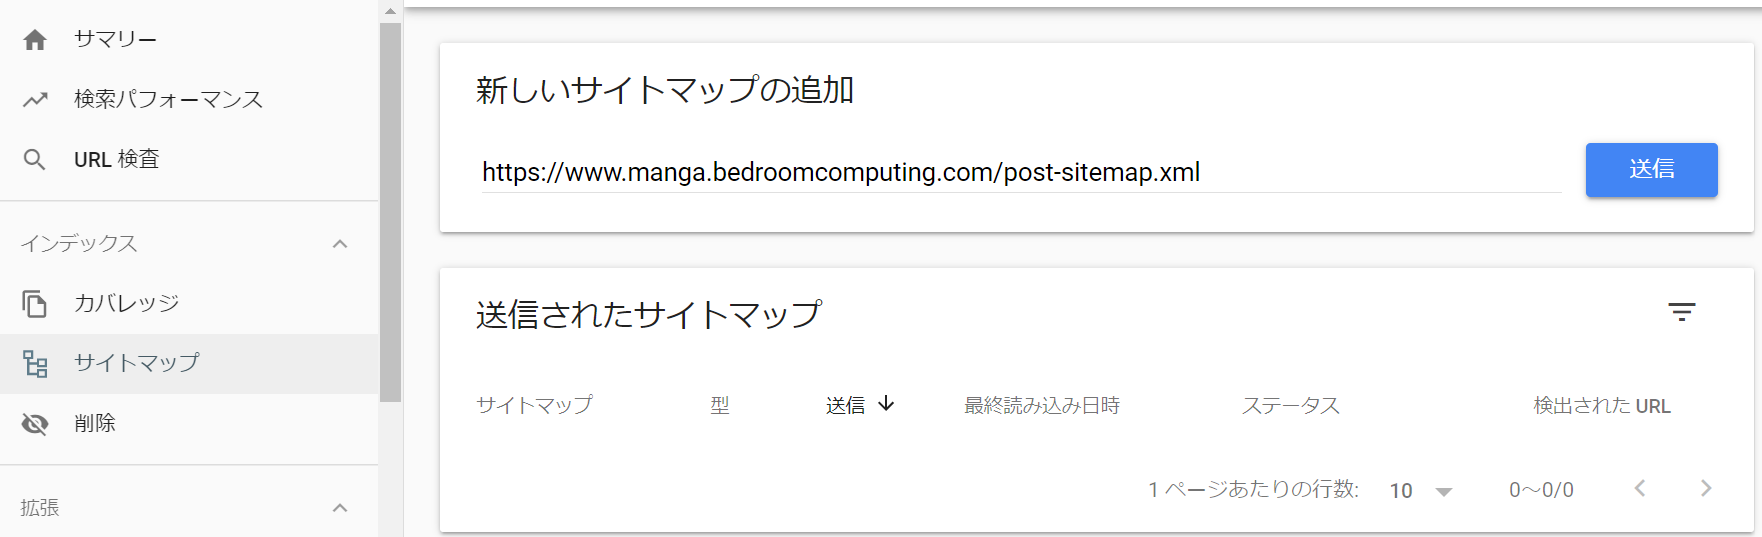 サマリー
検索パフォーマンス
URL 検査
インデックス
カバレッジ
サイトマップ
削除
拡張
新しいサイトマップの追加
https://www.manga.bedroomcomputing.com/post-sitemap.xml
送信
送信されたサイトマップ
サイトマップ 型 送信 最終読み込み日時 ステータス 検出された URL
1 ページあたりの行数: 10 0～0/0